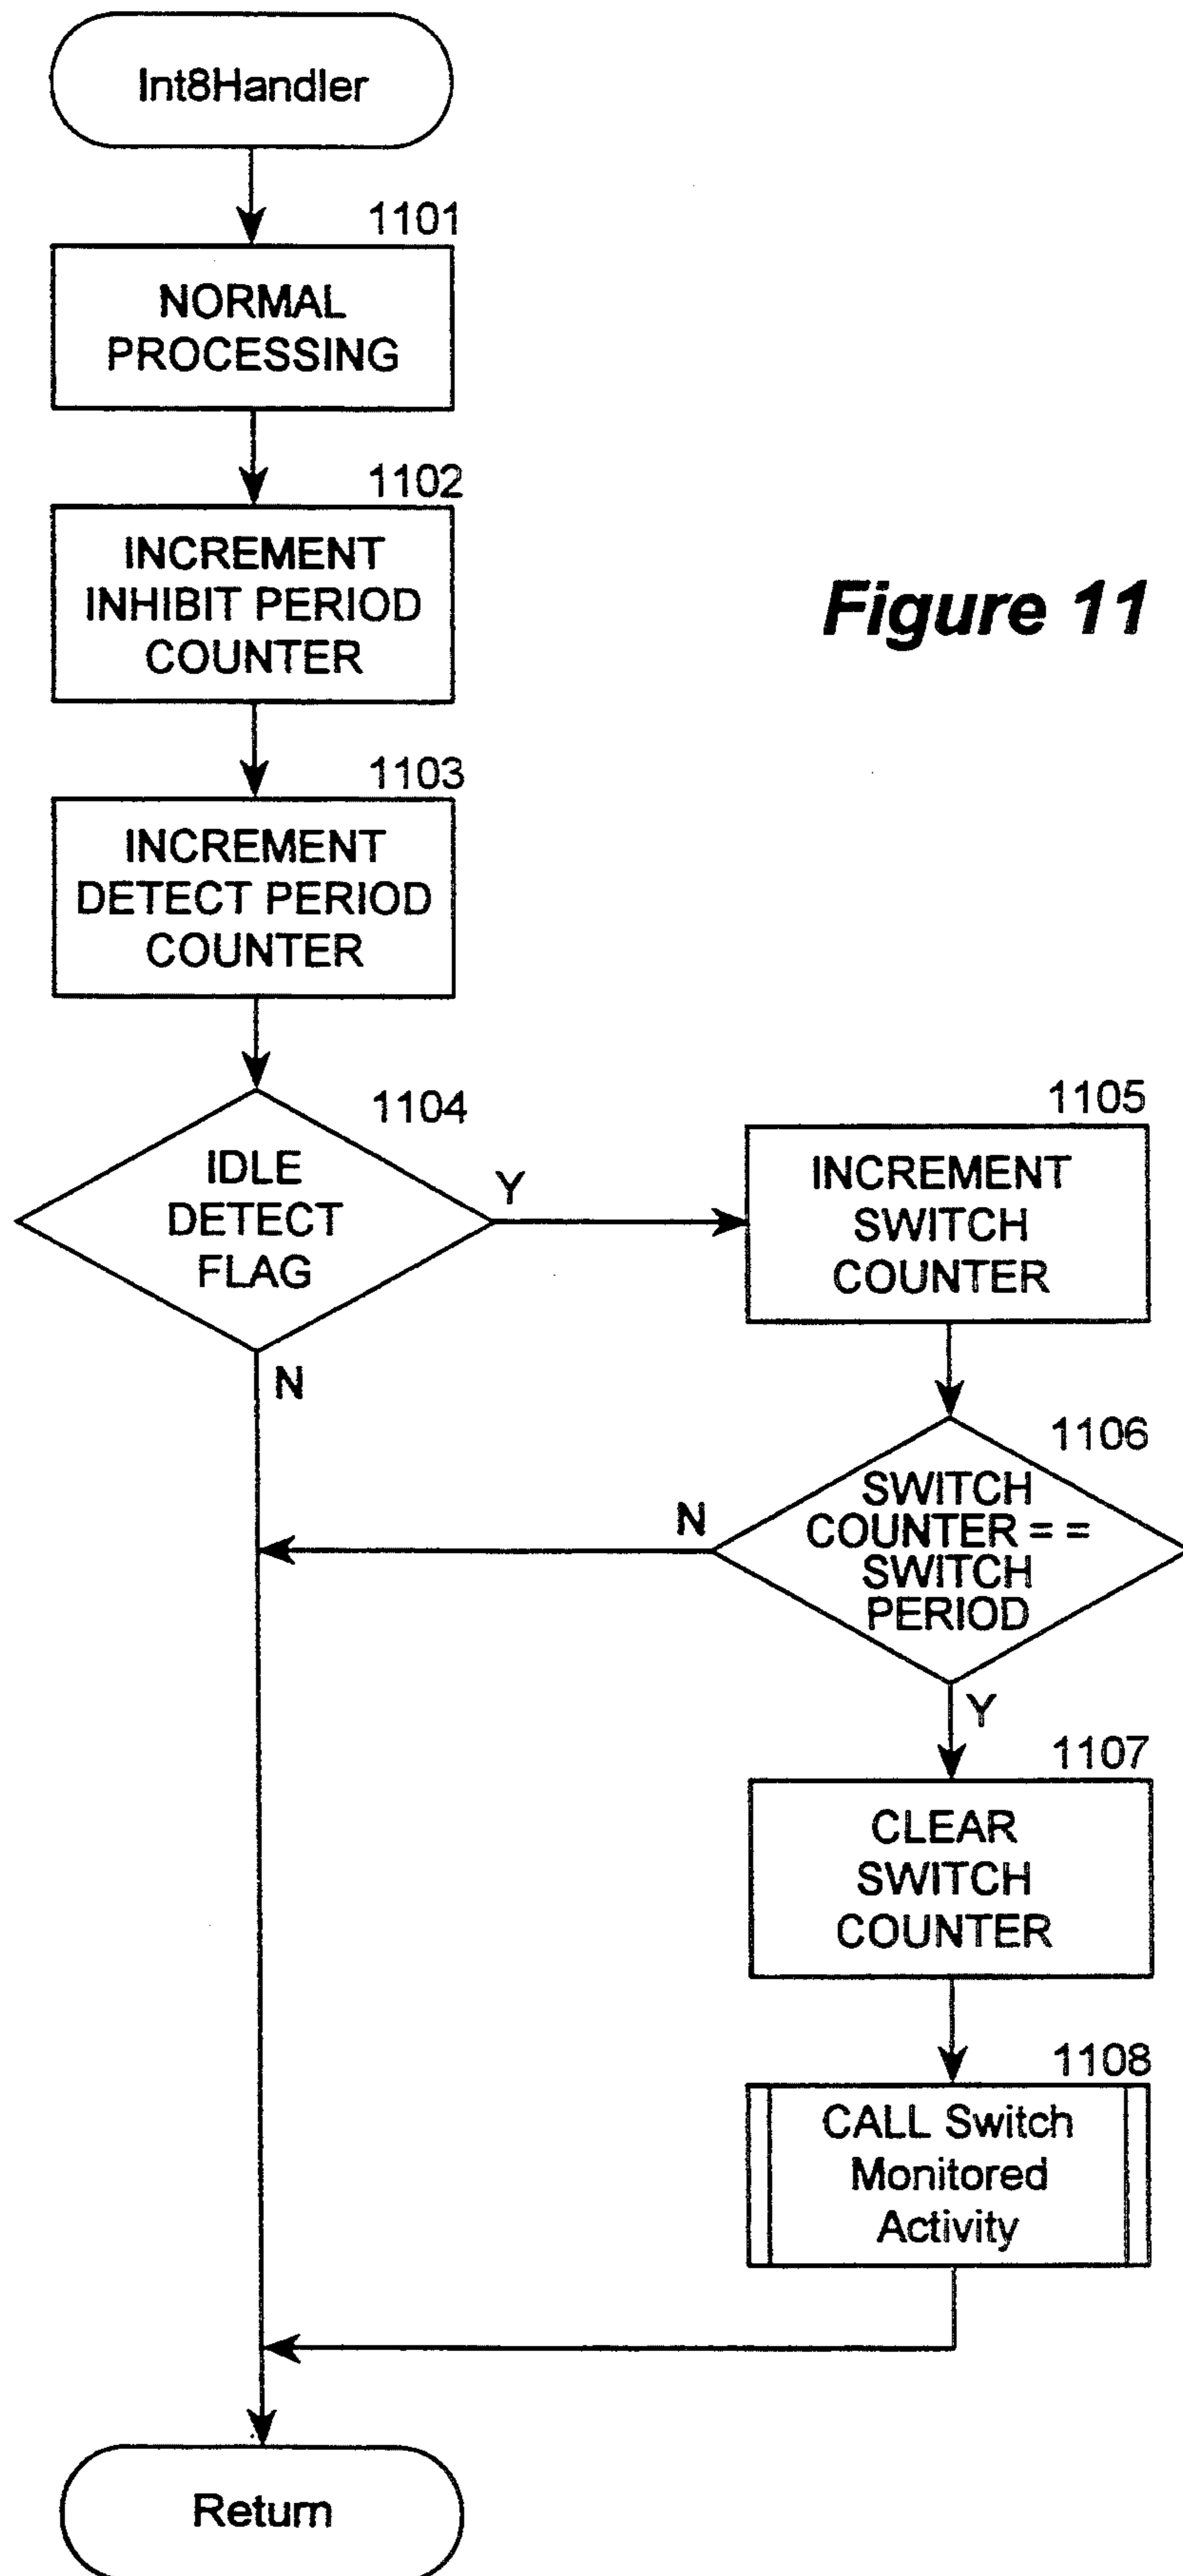 Int8Handler
1101
NORMAL
PROCESSING
1102
INCREMENT
INHIBIT PERIOD
COUNTER
Figure 11
1103
INCREMENT
DETECT PERIOD
COUNTER
1104
IDLE
DETECT
FLAG
Y
N
1105
INCREMENT
SWITCH
COUNTER
1106
SWITCH
COUNTER = =
SWITCH
PERIOD
N
Y
1107
CLEAR
SWITCH
COUNTER
1108
CALL Switch
Monitored
Activity
Return